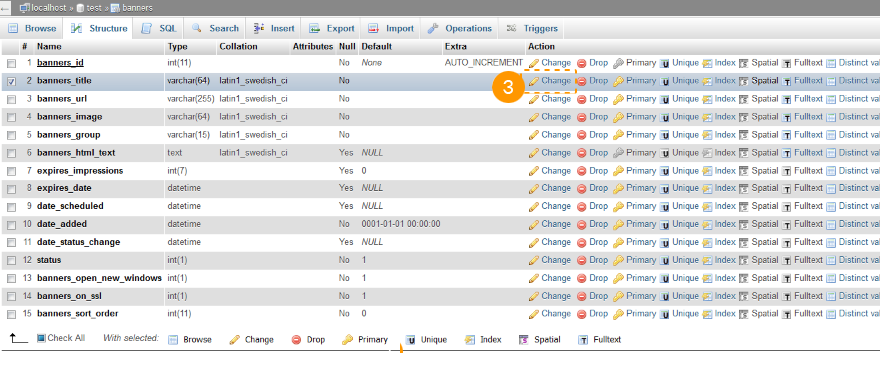 localhost » test » banners
Browse Structure SQL Search Insert Export Import Operations Triggers
# Name Type Collation Attributes Null Default Extra Action
1 banners_id int(11) No None AUTO_INCREMENT Change Drop Primary Unique Index Spatial Fulltext Distinct val
2 banners_title varchar(64) latin1_swedish_ci No Change Drop Primary Unique Index Spatial Fulltext Distinct val
3
3 banners_url varchar(255) latin1_swedish_ci No Change Drop Primary Unique Index Spatial Fulltext Distinct val
4 banners_image varchar(64) latin1_swedish_ci No Change Drop Primary Unique Index Spatial Fulltext Distinct val
5 banners_group varchar(15) latin1_swedish_ci No Change Drop Primary Unique Index Spatial Fulltext Distinct val
6 banners_html_text text latin1_swedish_ci Yes NULL Change Drop Primary Unique Index Spatial Fulltext Distinct val
7 expires_impressions int(7) Yes 0 Change Drop Primary Unique Index Spatial Fulltext Distinct val
8 expires_date datetime Yes NULL Change Drop Primary Unique Index Spatial Fulltext Distinct val
9 date_scheduled datetime Yes NULL Change Drop Primary Unique Index Spatial Fulltext Distinct val
10 date_added datetime No 0001-01-01 00:00:00 Change Drop Primary Unique Index Spatial Fulltext Distinct val
11 date_status_change datetime Yes NULL Change Drop Primary Unique Index Spatial Fulltext Distinct val
12 status int(1) No 1 Change Drop Primary Unique Index Spatial Fulltext Distinct val
13 banners_open_new_windows int(1) No 1 Change Drop Primary Unique Index Spatial Fulltext Distinct val
14 banners_on_ssl int(1) No 1 Change Drop Primary Unique Index Spatial Fulltext Distinct val
15 banners_sort_order int(11) No 0 Change Drop Primary Unique Index Spatial Fulltext Distinct val
Check All With selected: Browse Change Drop Primary Unique Index Spatial Fulltext